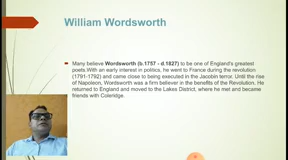 William Wordsworth
Many believe Wordsworth (b.1757 - d.1827) to be one of England's greatest
poets.With an early interest in politics, he went to France during the revolution
(1791-1792) and came close to being executed in the Jacobin terror. Until the rise
of Napoleon, Wordsworth was a firm believer in the benefits of the Revolution. He
returned to England and moved to the Lakes District, where he met and became
friends with Coleridge.